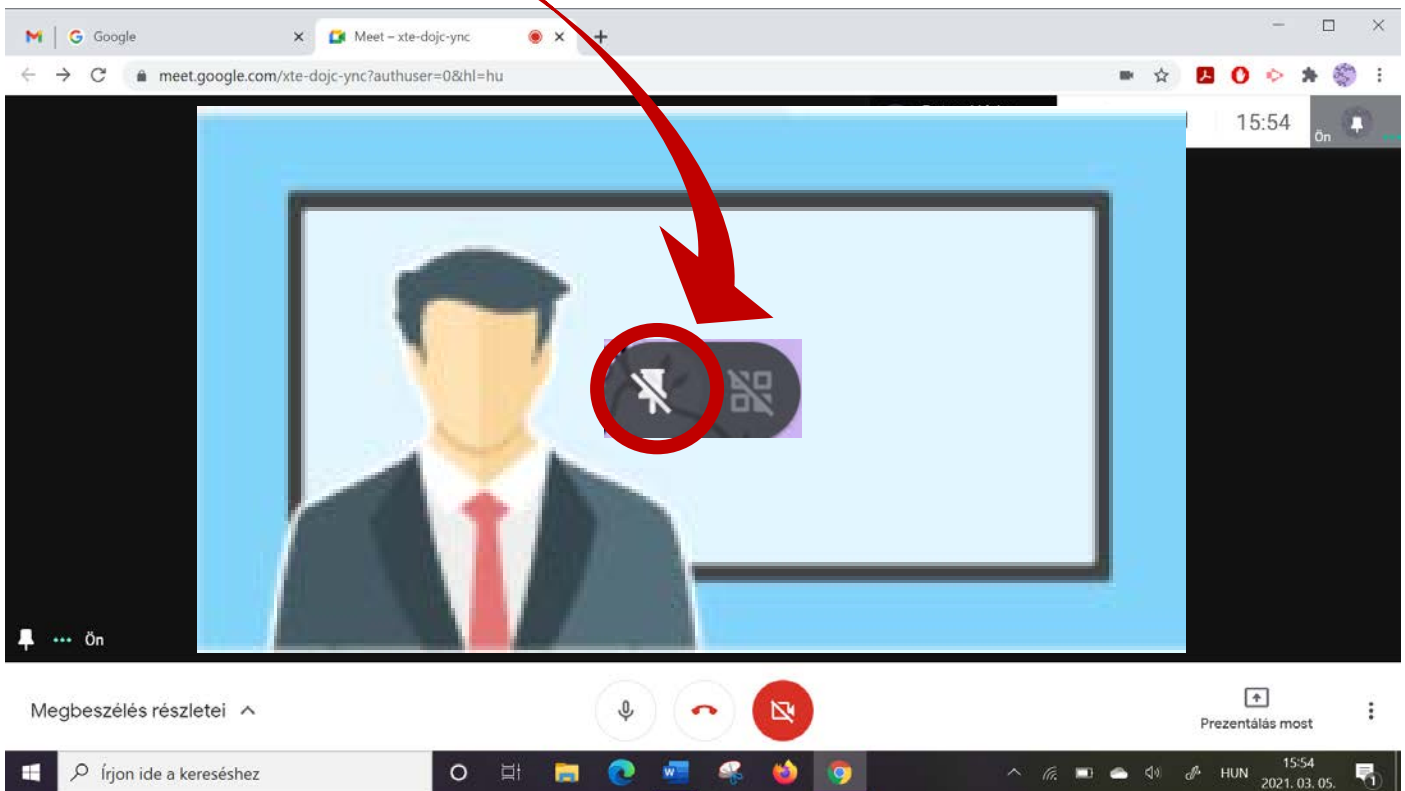 Google
Meet – xte-dojc-ync
meet.google.com/xte-dojc-ync?authuser=0&hl=hu
15:54
Ön
Ön
Megbeszélés részletei
Prezentálás most
Írjon ide a kereséshez
HUN
15:54
2021. 03. 05.